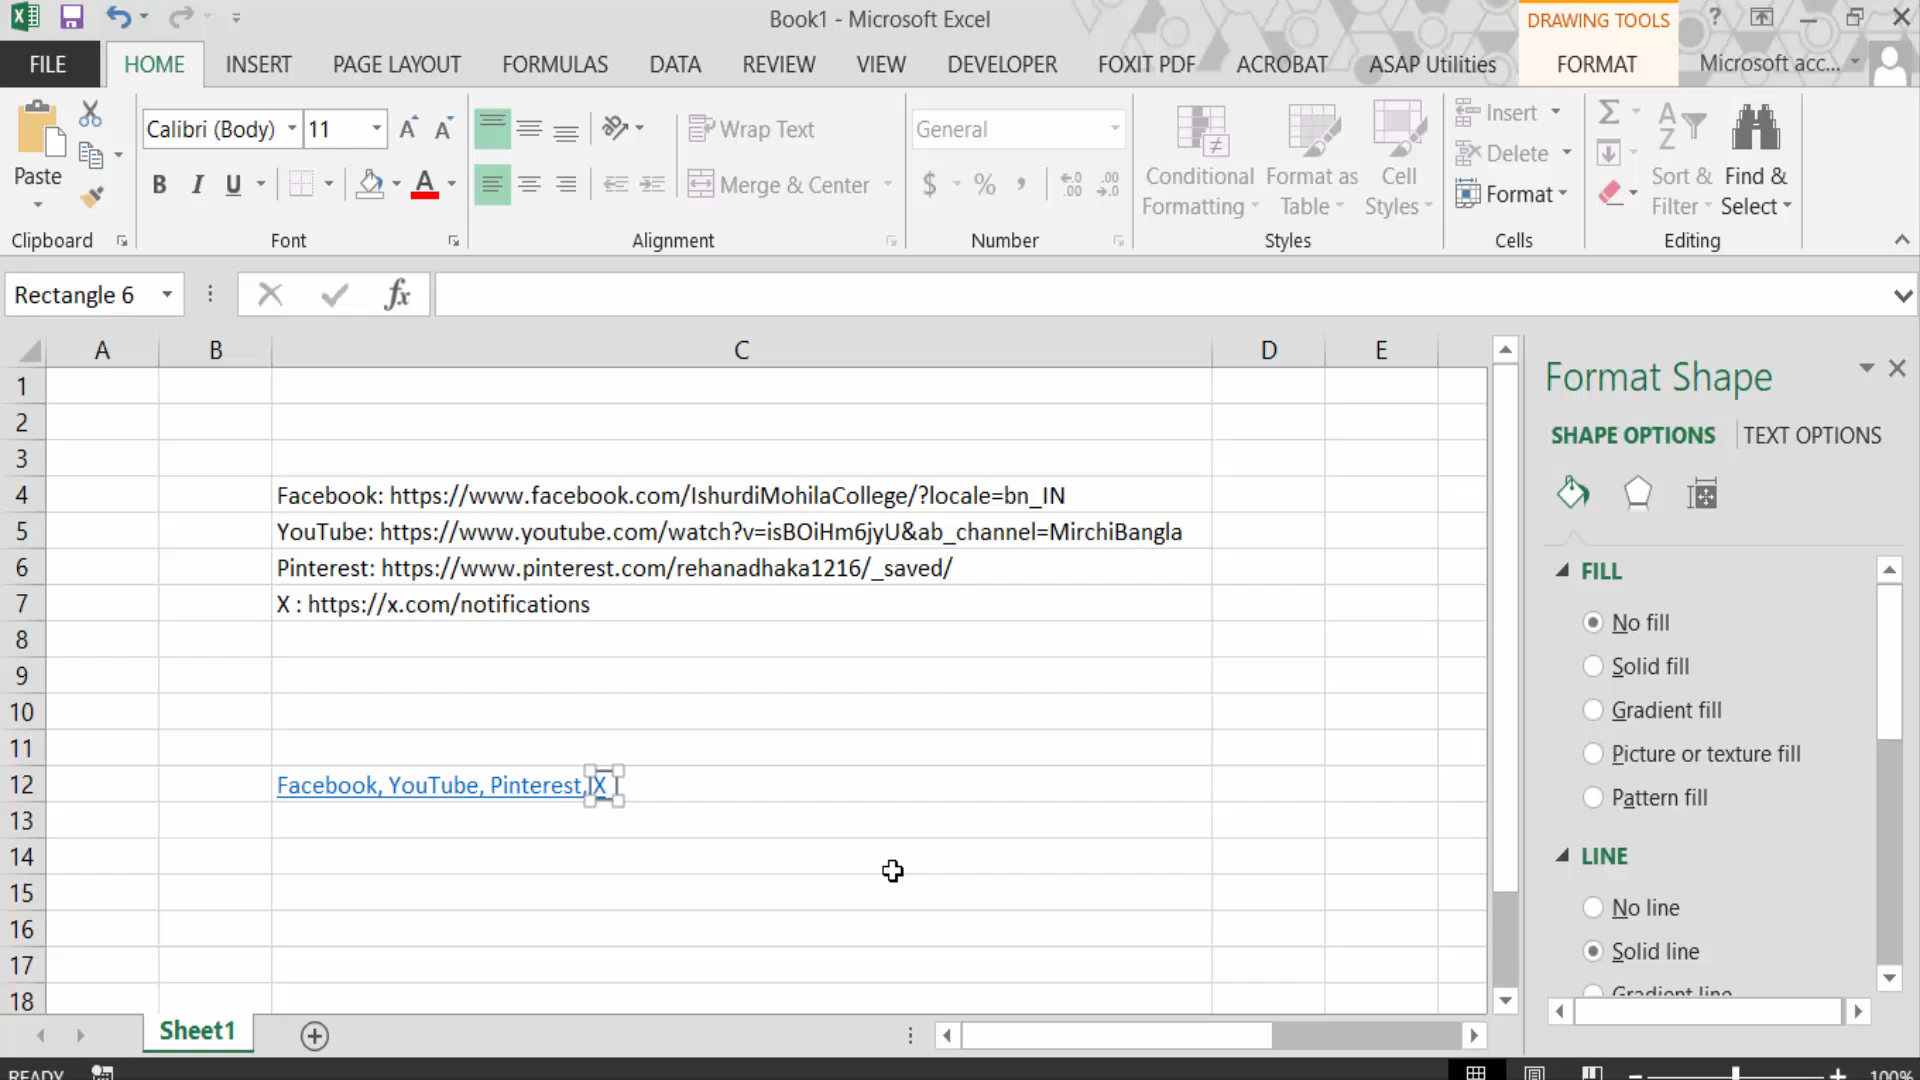 Book1 - Microsoft Excel
DRAWING TOOLS
?
FILE
HOME
INSERT
PAGE LAYOUT
FORMULAS
DATA
REVIEW
VIEW
DEVELOPER
FOXIT PDF
ACROBAT
ASAP Utilities
FORMAT
Microsoft acc...
Paste
Clipboard
Calibri (Body)
11
B I U
Font
Wrap Text
Merge & Center
Alignment
General
$ % ,
Number
Conditional Formatting
Format as Table
Cell Styles
Styles
Insert
Delete
Format
Cells
Sort & Filter
Find & Select
Editing
Rectangle 6
fx
A B C D E
1
2
3
4 Facebook: https://www.facebook.com/IshurdiMohilaCollege/?locale=bn_IN
5 YouTube: https://www.youtube.com/watch?v=isBOiHm6jyU&ab_channel=MirchiBangla
6 Pinterest: https://www.pinterest.com/rehanadhaka1216/_saved/
7 X : https://x.com/notifications
8
9
10
11
12 Facebook, YouTube, Pinterest, X
13
14
15
16
17
18
Format Shape
SHAPE OPTIONS
TEXT OPTIONS
FILL
No fill
Solid fill
Gradient fill
Picture or texture fill
Pattern fill
LINE
No line
Solid line
Gradient line
Sheet1
READY
100%